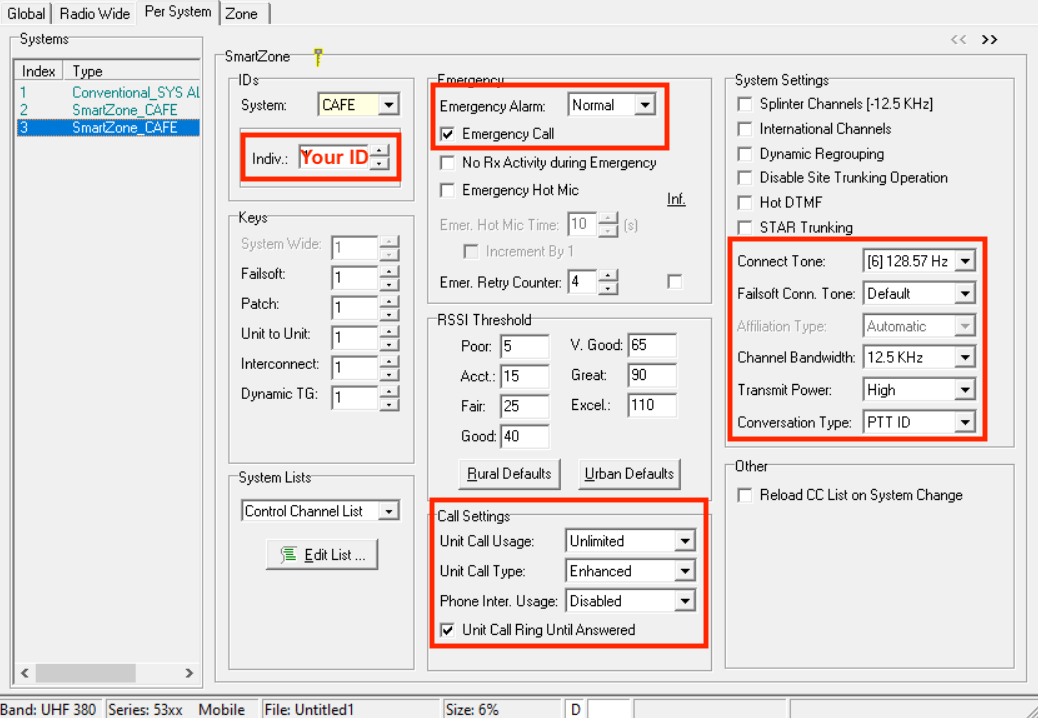 Global Radio Wide Per System Zone
Systems
Index Type
1 Conventional_SYS Al
2 SmartZone_CAFE
3 SmartZone_CAFE
<< >>
SmartZone
IDs
System: CAFE
Indiv.: Your ID
Keys
System Wide: 1
Failsoft: 1
Patch: 1
Unit to Unit: 1
Interconnect: 1
Dynamic TG: 1
System Lists
Control Channel List
Edit List ...
Emergency
Emergency Alarm: Normal
Emergency Call
No Rx Activity during Emergency
Emergency Hot Mic
Inf.
Emer. Hot Mic Time: 10 (s)
Increment By 1
Emer. Retry Counter: 4
RSSI Threshold
Poor: 5 V. Good: 65
Acct.: 15 Great: 90
Fair: 25 Excel.: 110
Good: 40
Rural Defaults Urban Defaults
Call Settings
Unit Call Usage: Unlimited
Unit Call Type: Enhanced
Phone Inter. Usage: Disabled
Unit Call Ring Until Answered
System Settings
Splinter Channels [-12.5 KHz]
International Channels
Dynamic Regrouping
Disable Site Trunking Operation
Hot DTMF
STAR Trunking
Connect Tone: [6] 128.57 Hz
Failsoft Conn. Tone: Default
Affiliation Type: Automatic
Channel Bandwidth: 12.5 KHz
Transmit Power: High
Conversation Type: PTT ID
Other
Reload CC List on System Change
Band: UHF 380 Series: 53xx Mobile File: Untitled1 Size: 6% D